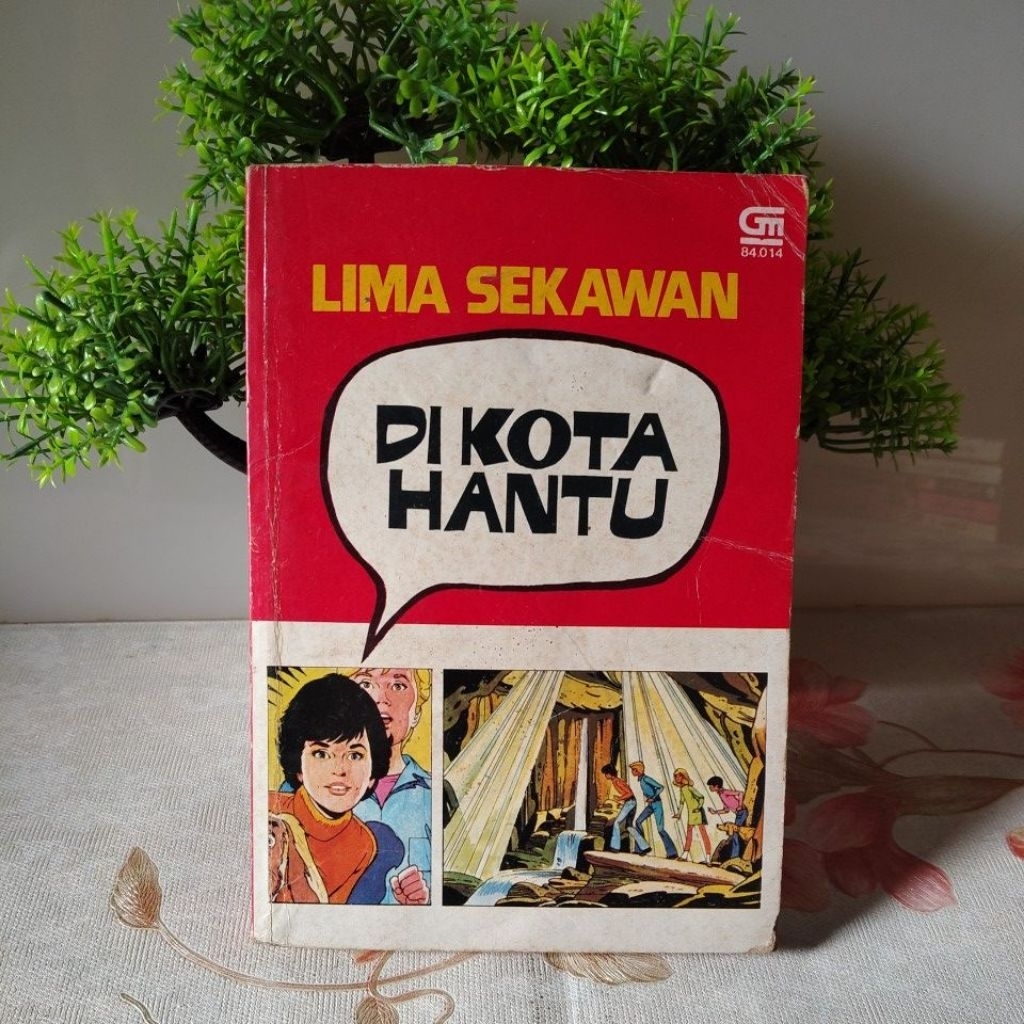 GM
84.014
LIMA SEKAWAN
DI KOTA
HANTU